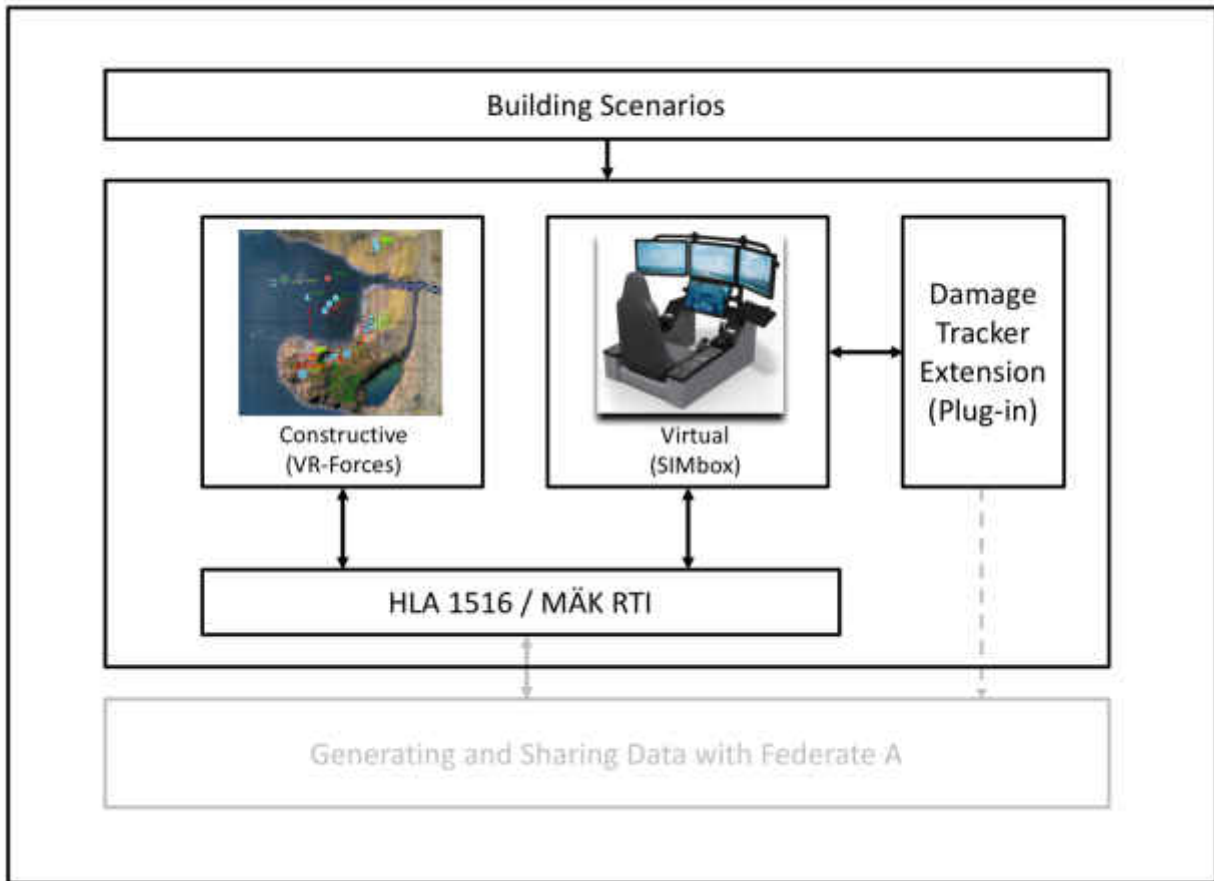 Building Scenarios
Constructive
(VR-Forces)
Virtual
(SIMbox)
Damage
Tracker
Extension
(Plug-in)
HLA 1516 / MÄK RTI
Generating and Sharing Data with Federate A